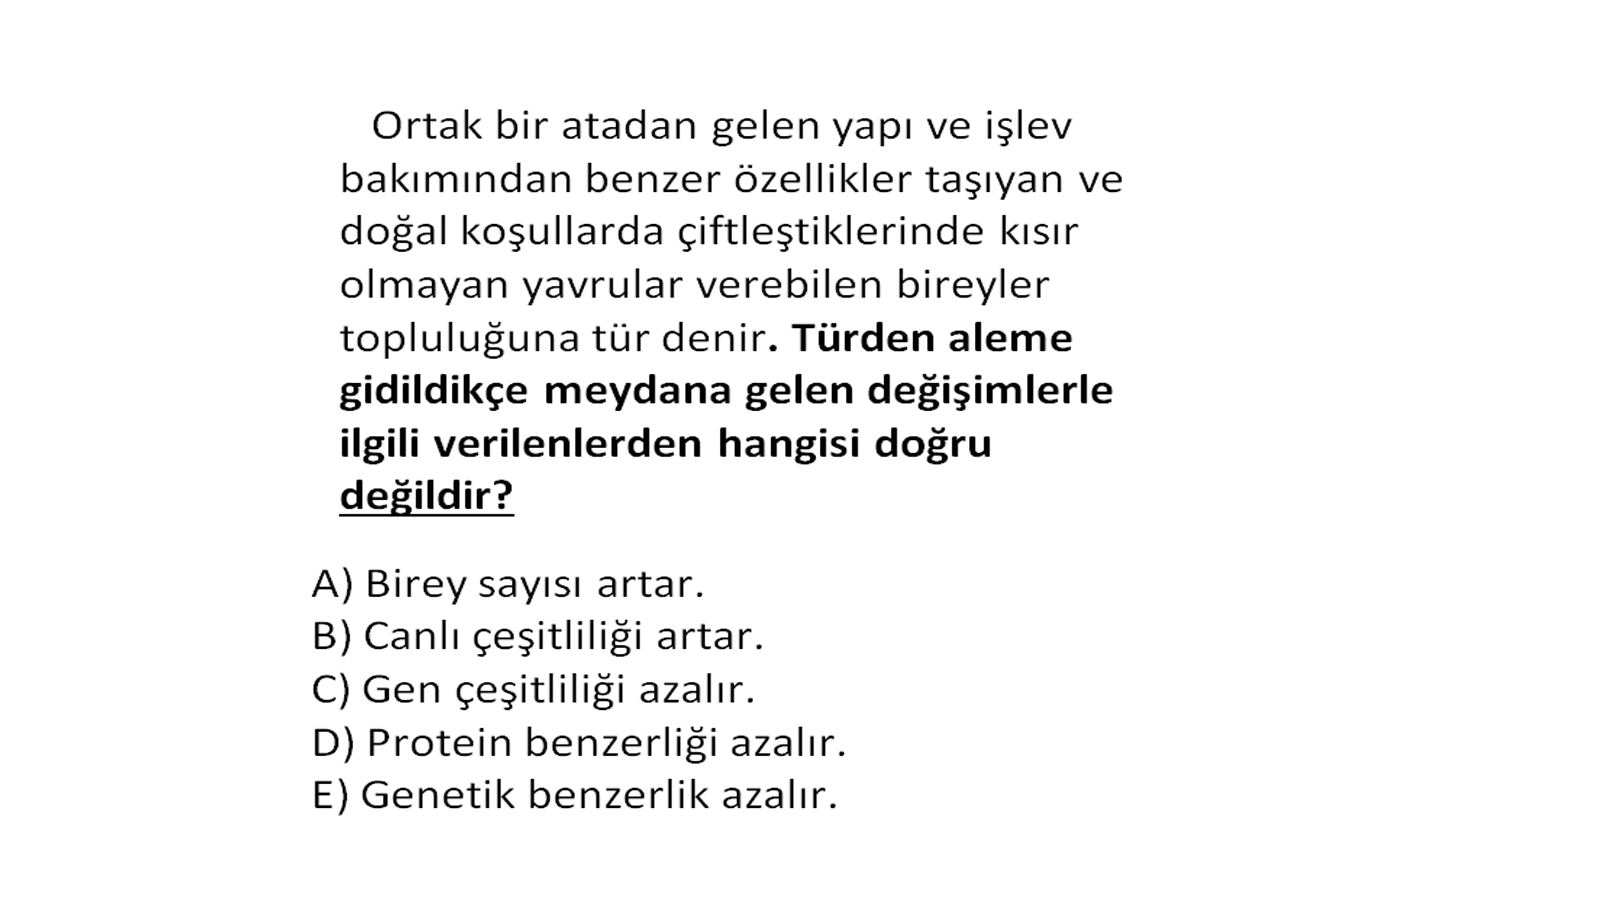 Ortak bir atadan gelen yapı ve işlev
bakımından benzer özellikler taşıyan ve
doğal koşullarda çiftleştiklerinde kısır
olmayan yavrular verebilen bireyler
topluluğuna tür denir. Türden aleme
gidildikçe meydana gelen değişimlerle
ilgili verilenlerden hangisi doğru
değildir?
A) Birey sayısı artar.
B) Canlı çeşitliliği artar.
C) Gen çeşitliliği azalır.
D) Protein benzerliği azalır.
E) Genetik benzerlik azalır.